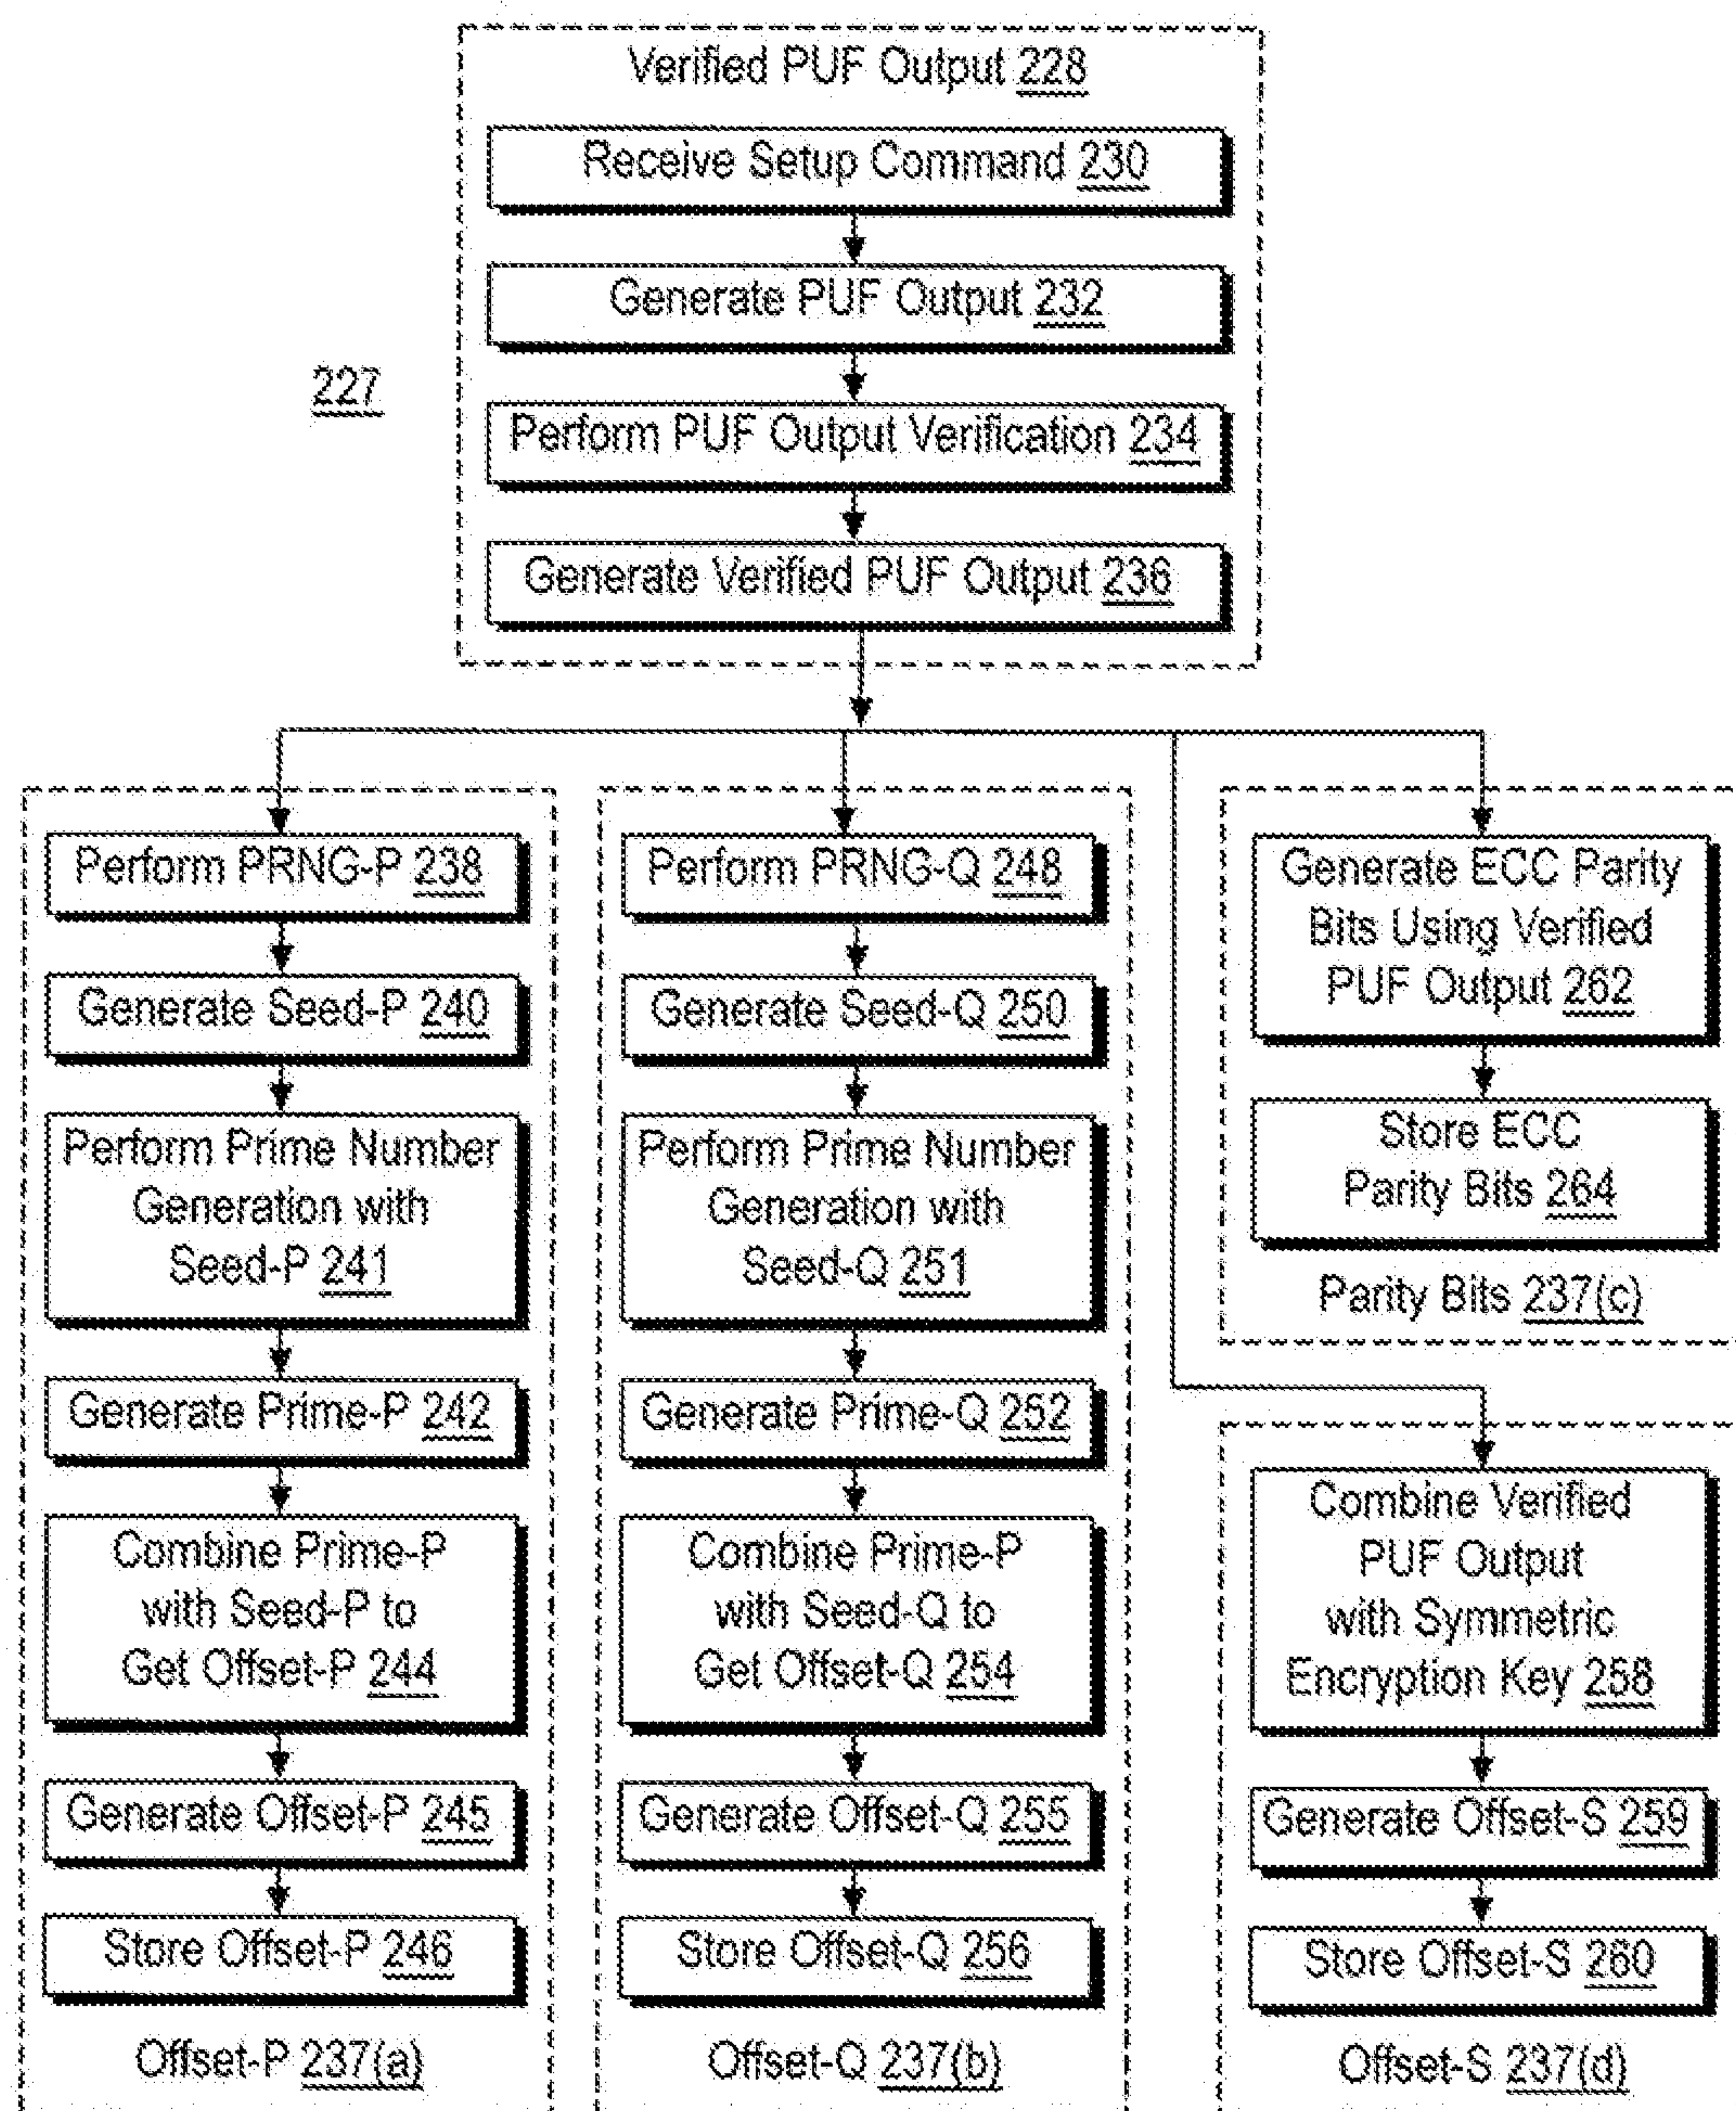 Verified PUF Output 228
Receive Setup Command 230
Generate PUF Output 232
227
Perform PUF Output Verification 234
Generate Verified PUF Output 236
Perform PRNG-P 238
Generate Seed-P 240
Perform Prime Number
Generation with
Seed-P 241
Generate Prime-P 242
Combine Prime-P
with Seed-P to
Get Offset-P 244
Generate Offset-P 245
Store Offset-P 246
Offset-P 237(a)
Perform PRNG-Q 248
Generate Seed-Q 250
Perform Prime Number
Generation with
Seed-Q 251
Generate Prime-Q 252
Combine Prime-P
with Seed-Q to
Get Offset-Q 254
Generate Offset-Q 255
Store Offset-Q 256
Offset-Q 237(b)
Generate ECC Parity
Bits Using Verified
PUF Output 262
Store ECC
Parity Bits 264
Parity Bits 237(c)
Combine Verified
PUF Output
with Symmetric
Encryption Key 258
Generate Offset-S 259
Store Offset-S 260
Offset-S 237(d)